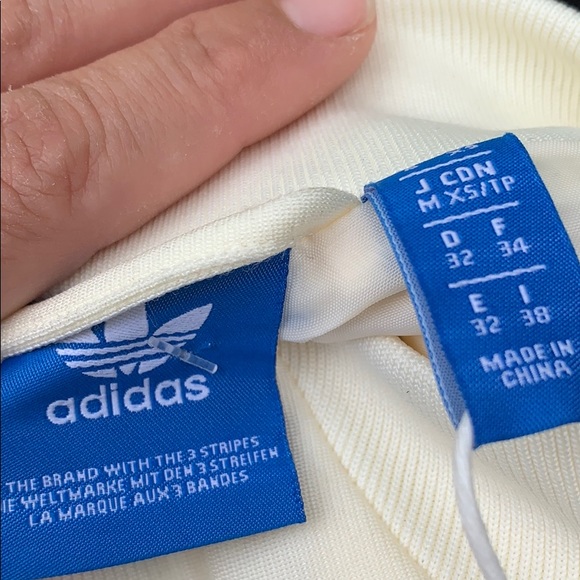 adidas
THE BRAND WITH THE 3 STRIPES
IE WELTMARKE MIT DEN 3 STREIFEN
LA MARQUE AUX 3 BANDES
J CDN
M XS/TP
D F
32 34
E I
32 38
MADE IN
CHINA